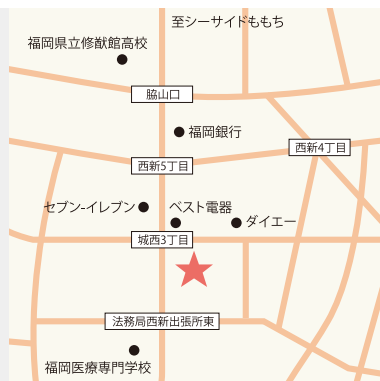 至シーサイドももち
福岡県立修猷館高校
脇山口
福岡銀行
西新4丁目
西新5丁目
セブン-イレブン
ベスト電器
ダイエー
城西3丁目
法務局西新出張所東
福岡医療専門学校